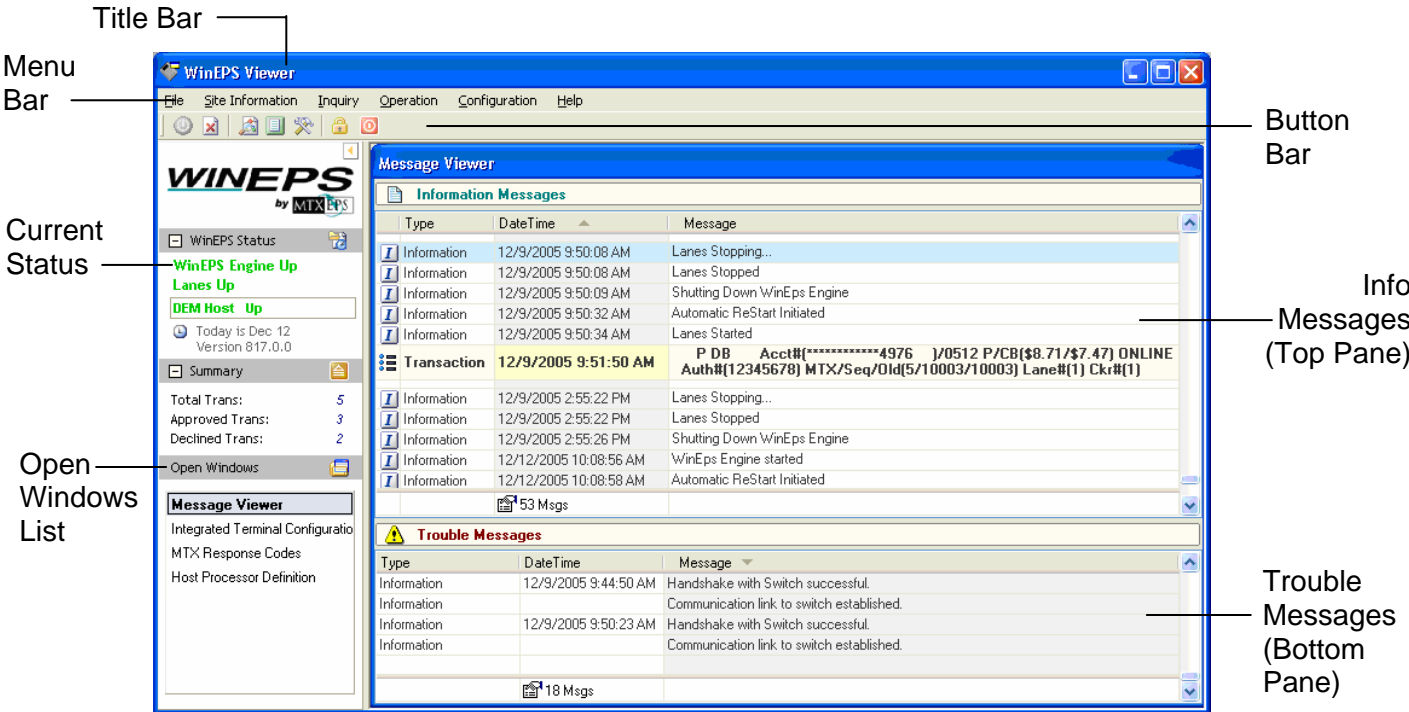 Title Bar
Menu
Bar
WinEPS Viewer
File Site Information Inquiry Operation Configuration Help
Button
Bar
WINEPS
by MTXEPS
Current
Status
WinEPS Status
WinEPS Engine Up
Lanes Up
DEM Host Up
Today is Dec 12
Version 817.0.0
Summary
Total Trans: 5
Approved Trans: 3
Declined Trans: 2
Open
Windows
List
Open Windows
Message Viewer
Integrated Terminal Configuratio
MTX Response Codes
Host Processor Definition
Message Viewer
Information Messages
Type DateTime Message
Information 12/9/2005 9:50:08 AM Lanes Stopping...
Information 12/9/2005 9:50:08 AM Lanes Stopped
Information 12/9/2005 9:50:09 AM Shutting Down WinEps Engine
Information 12/9/2005 9:50:32 AM Automatic ReStart Initiated
Information 12/9/2005 9:50:34 AM Lanes Started
Transaction 12/9/2005 9:51:50 AM P DB Acct#(************4976 )/0512 P/CB($8.71/$7.47) ONLINE
Auth#(12345678) MTX/Seq/Old(5/10003/10003) Lane#(1) Ckr#(1)
Information 12/9/2005 2:55:22 PM Lanes Stopping...
Information 12/9/2005 2:55:22 PM Lanes Stopped
Information 12/9/2005 2:55:26 PM Shutting Down WinEps Engine
Information 12/12/2005 10:08:56 AM WinEps Engine started
Information 12/12/2005 10:08:58 AM Automatic ReStart Initiated
53 Msgs
Info
Messages
(Top Pane)
Trouble Messages
Type DateTime Message
Information 12/9/2005 9:44:50 AM Handshake with Switch successful.
Information Communication link to switch established.
Information 12/9/2005 9:50:23 AM Handshake with Switch successful.
Information Communication link to switch established.
18 Msgs
Trouble
Messages
(Bottom
Pane)